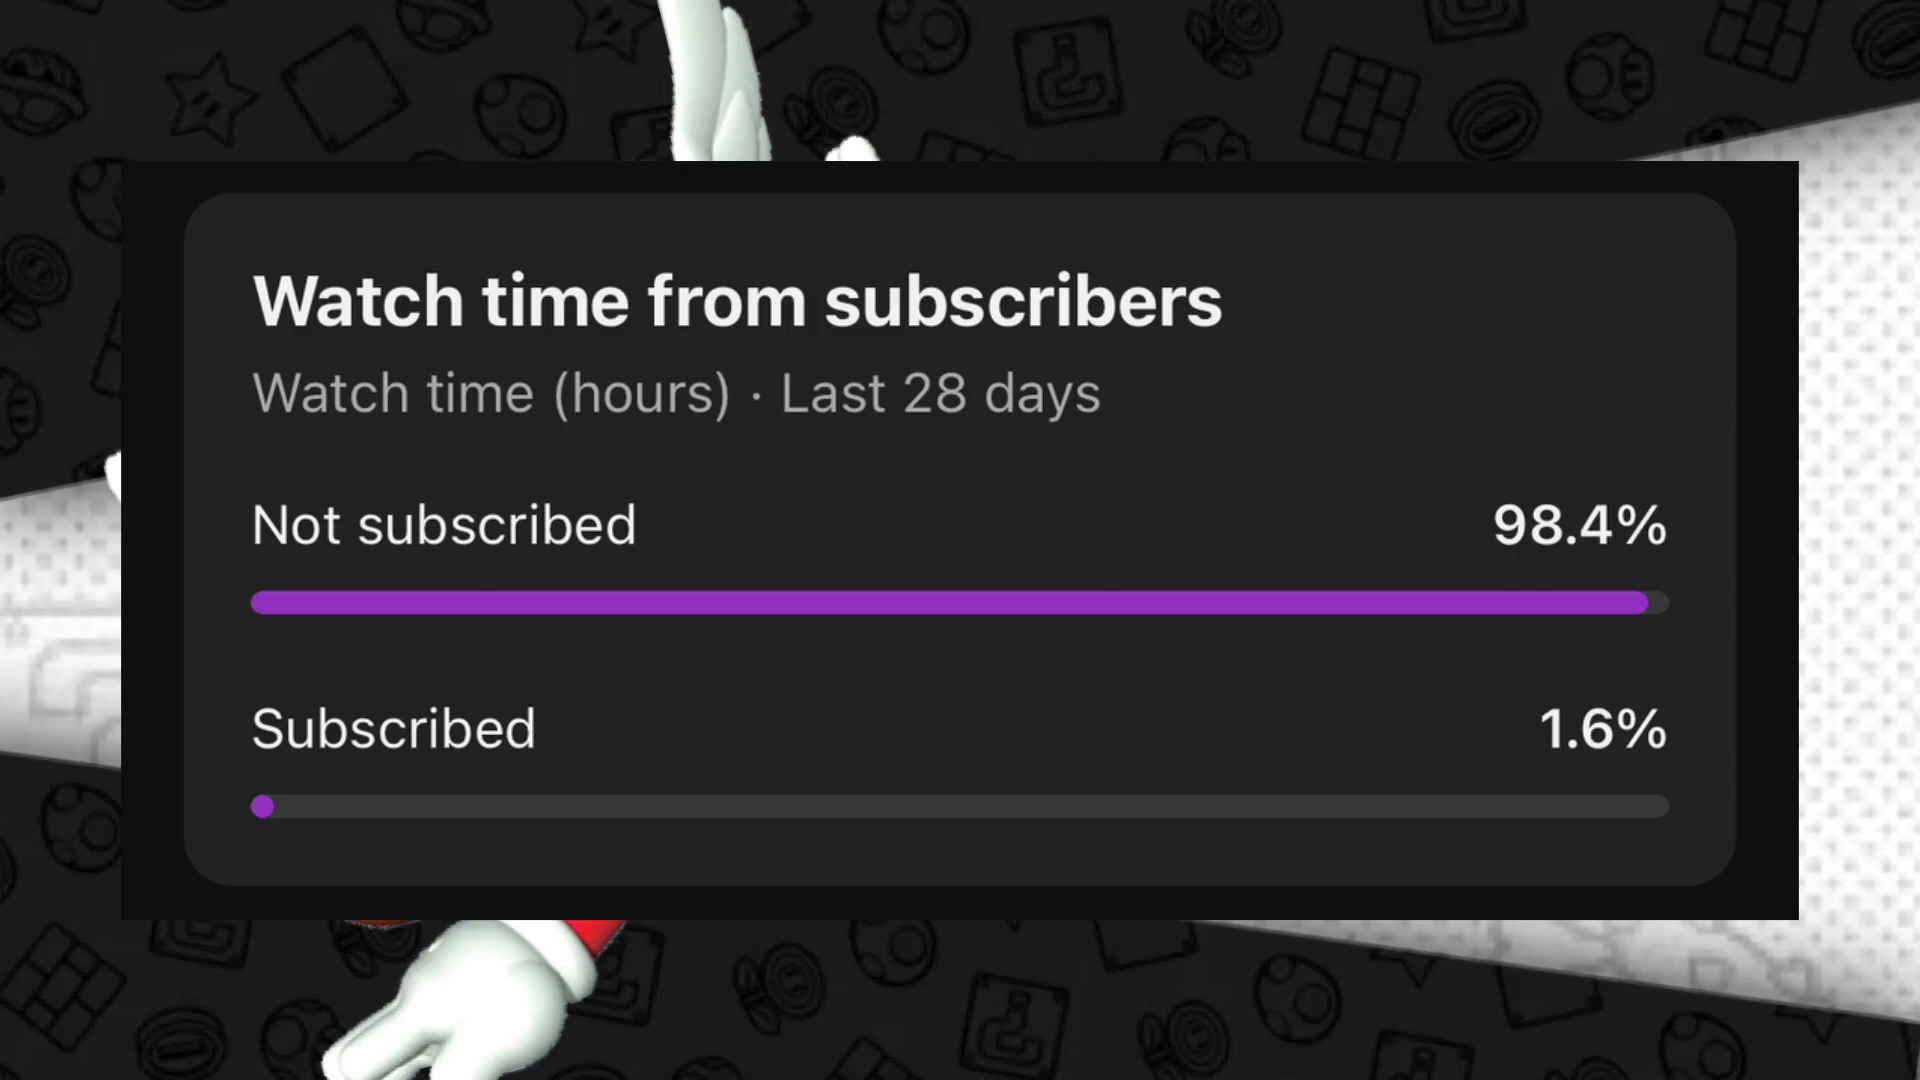 Watch time from subscribers
Watch time (hours) · Last 28 days
Not subscribed 98.4%
Subscribed 1.6%